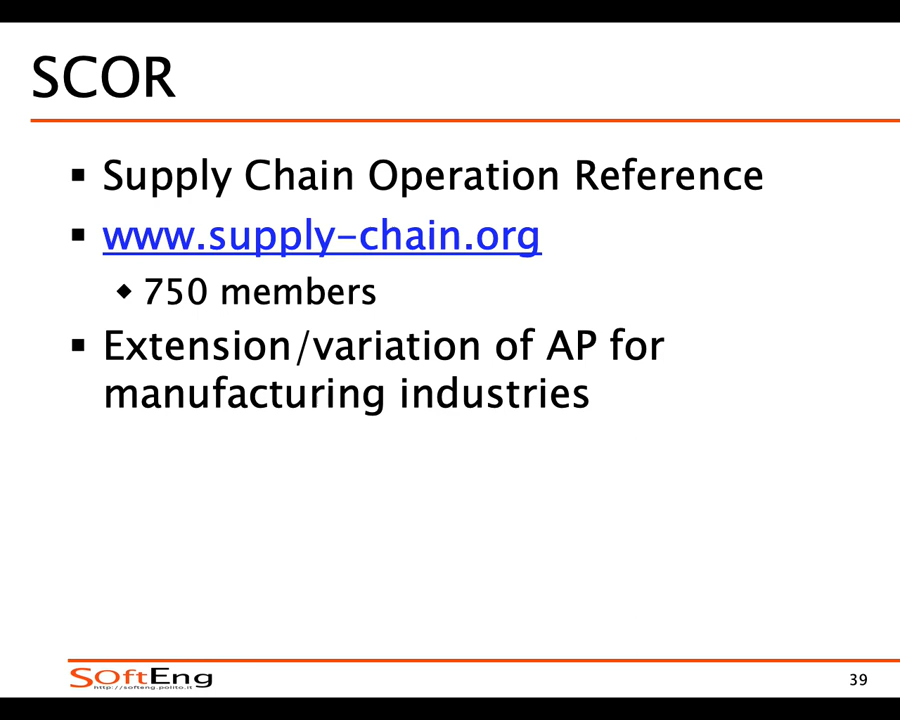 SCOR
Supply Chain Operation Reference
www.supply-chain.org
750 members
Extension/variation of AP for
manufacturing industries
SOftEng
http://softeng.polito.it
39